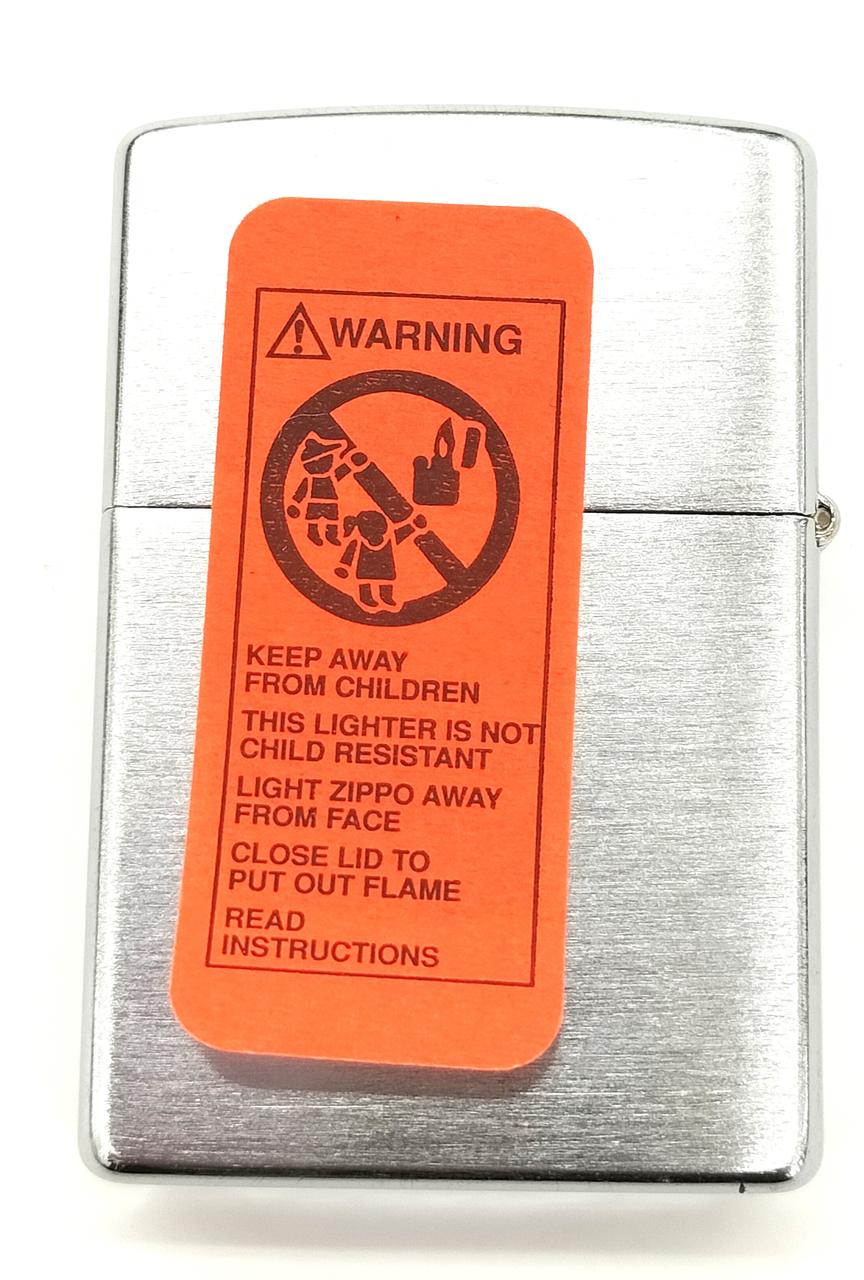 WARNING
KEEP AWAY
FROM CHILDREN
THIS LIGHTER IS NOT
CHILD RESISTANT
LIGHT ZIPPO AWAY
FROM FACE
CLOSE LID TO
PUT OUT FLAME
READ
INSTRUCTIONS